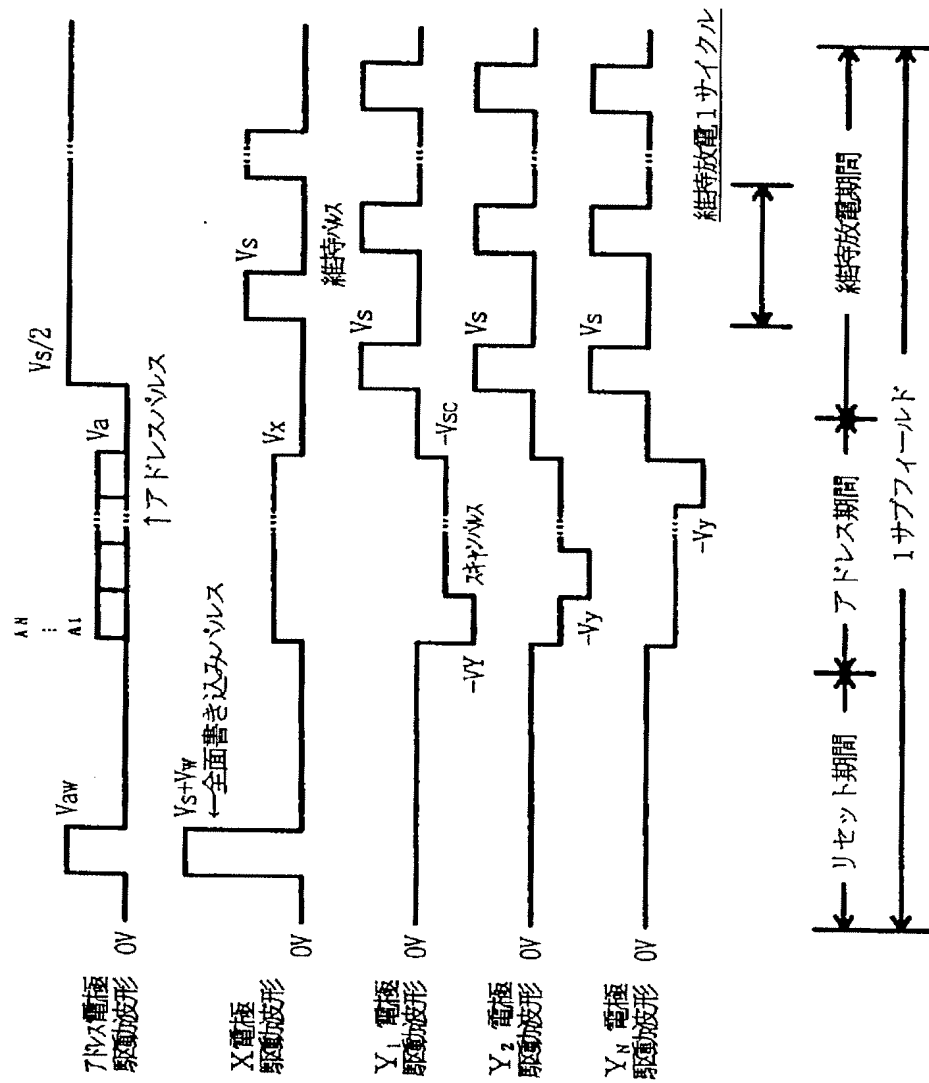 アドレス電極
駆動波形
0V
Vaw
AN
⋮
A1
Va
↑アドレスパルス
Vs/2
X電極
駆動波形
0V
Vs+Vw
←全面書き込みパルス
Vx
Vs
維持パルス
Y1 電極
駆動波形
0V
-VY
スキャンパルス
-Vsc
Vs
Y2 電極
駆動波形
0V
-Vy
Vs
YN 電極
駆動波形
0V
-Vy
Vs
維持放電1サイクル
リセット期間
アドレス期間
維持放電期間
1サブフィールド